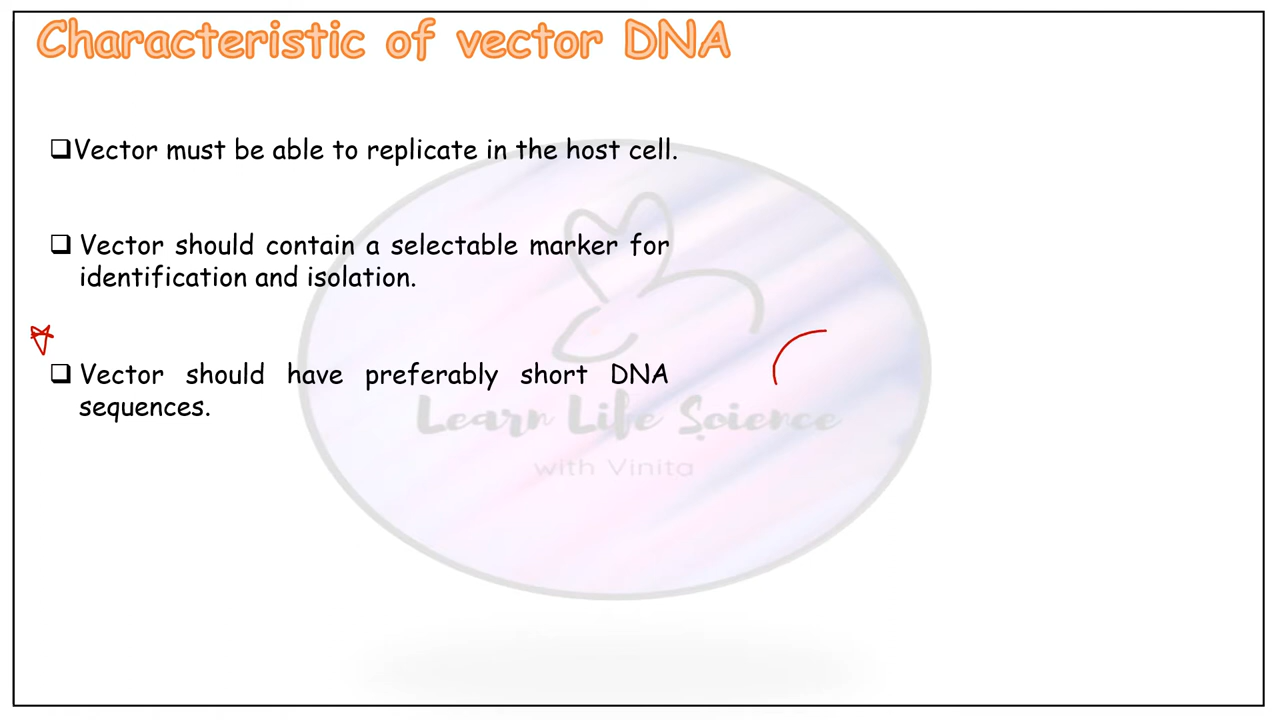 Characteristic of vector DNA
❑Vector must be able to replicate in the host cell.
❑ Vector should contain a selectable marker for
identification and isolation.
❑ Vector should have preferably short DNA
sequences.
Learn Life Science
with Vinita